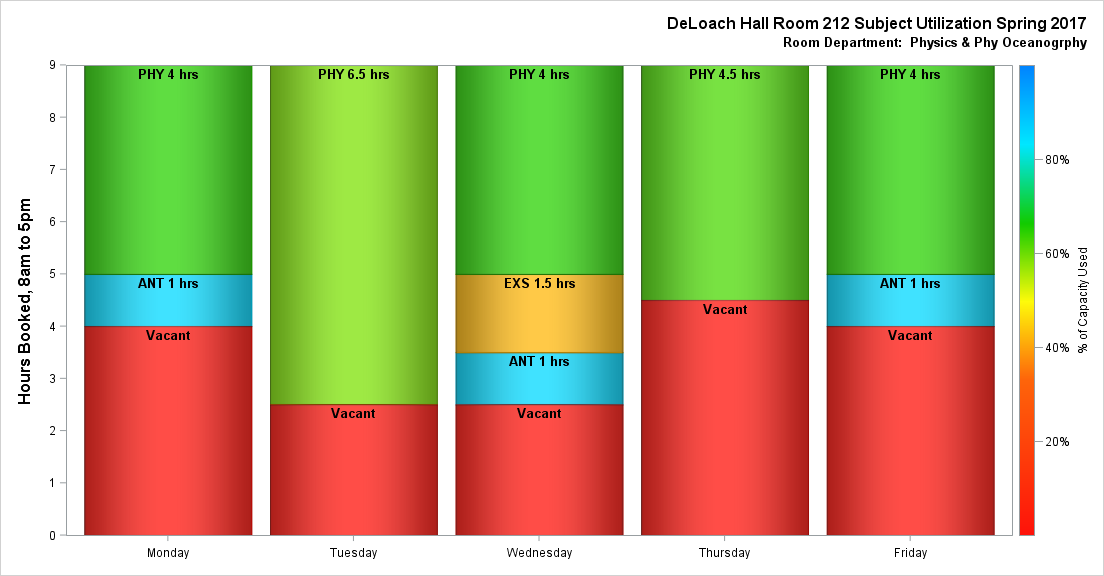 DeLoach Hall Room 212 Subject Utilization Spring 2017
Room Department:  Physics & Phy Oceanogrphy
Hours Booked, 8am to 5pm
9
8
7
6
5
4
3
2
1
0
PHY 4 hrs
ANT 1 hrs
Vacant
Monday
PHY 6.5 hrs
Vacant
Tuesday
PHY 4 hrs
EXS 1.5 hrs
ANT 1 hrs
Vacant
Wednesday
PHY 4.5 hrs
Vacant
Thursday
PHY 4 hrs
ANT 1 hrs
Vacant
Friday
80%
60%
40%
20%
% of Capacity Used